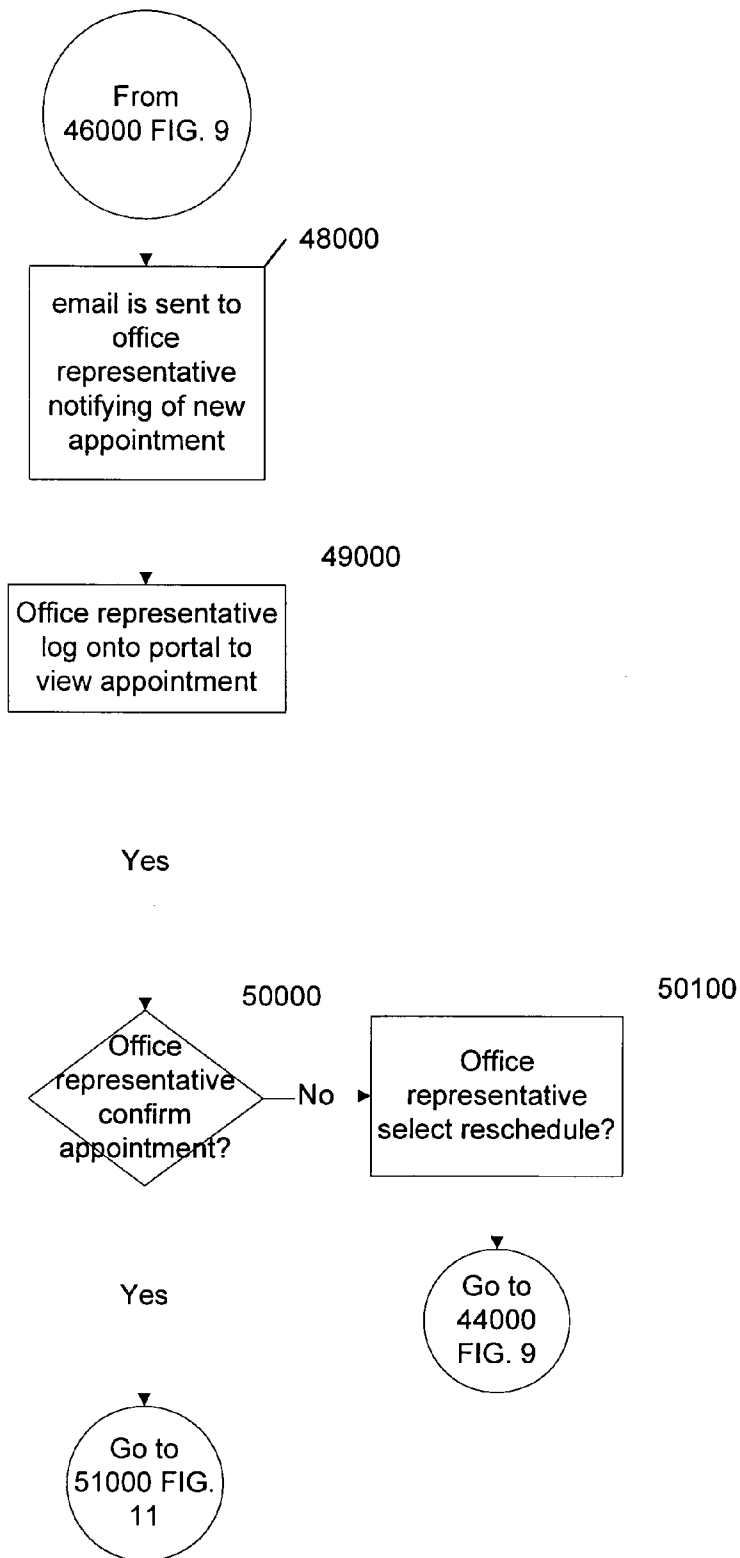 From
46000 FIG. 9
48000
email is sent to
office
representative
notifying of new
appointment
49000
Office representative
log onto portal to
view appointment
Yes
50000
50100
Office
representative
confirm
appointment?
No
Office
representative
select reschedule?
Yes
Go to
44000
FIG. 9
Go to
51000 FIG.
11